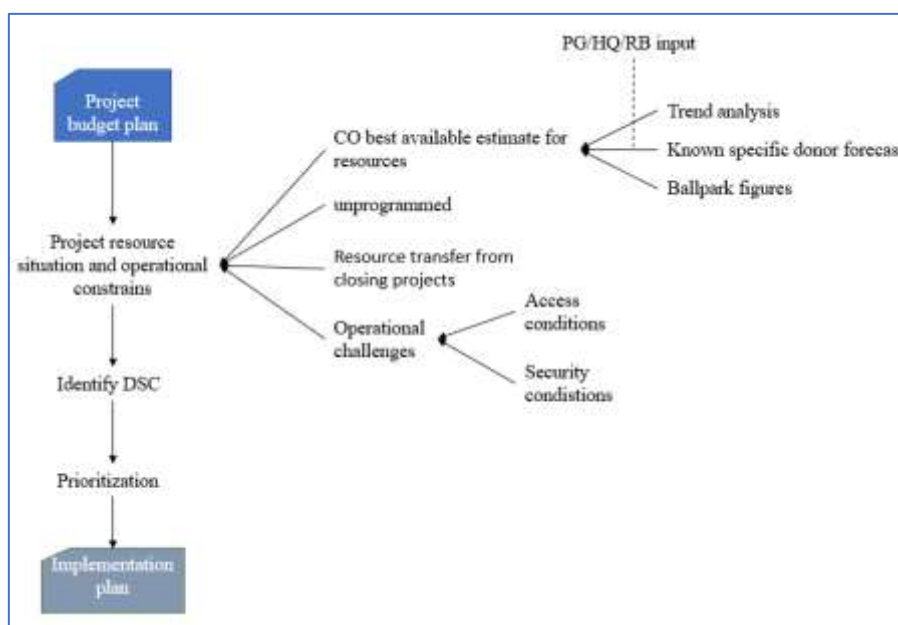 PG/HQ/RB input
Project
budget plan
Trend analysis
CO best available estimate for
resources
Known specific donor forecas
Ballpark figures
unprogrammed
Project resource
situation and operational
constrains
Resource transfer from
closing projects
Access
conditions
Operational
challenges
Security
condistions
Identify DSC
Prioritization
Implementation
plan